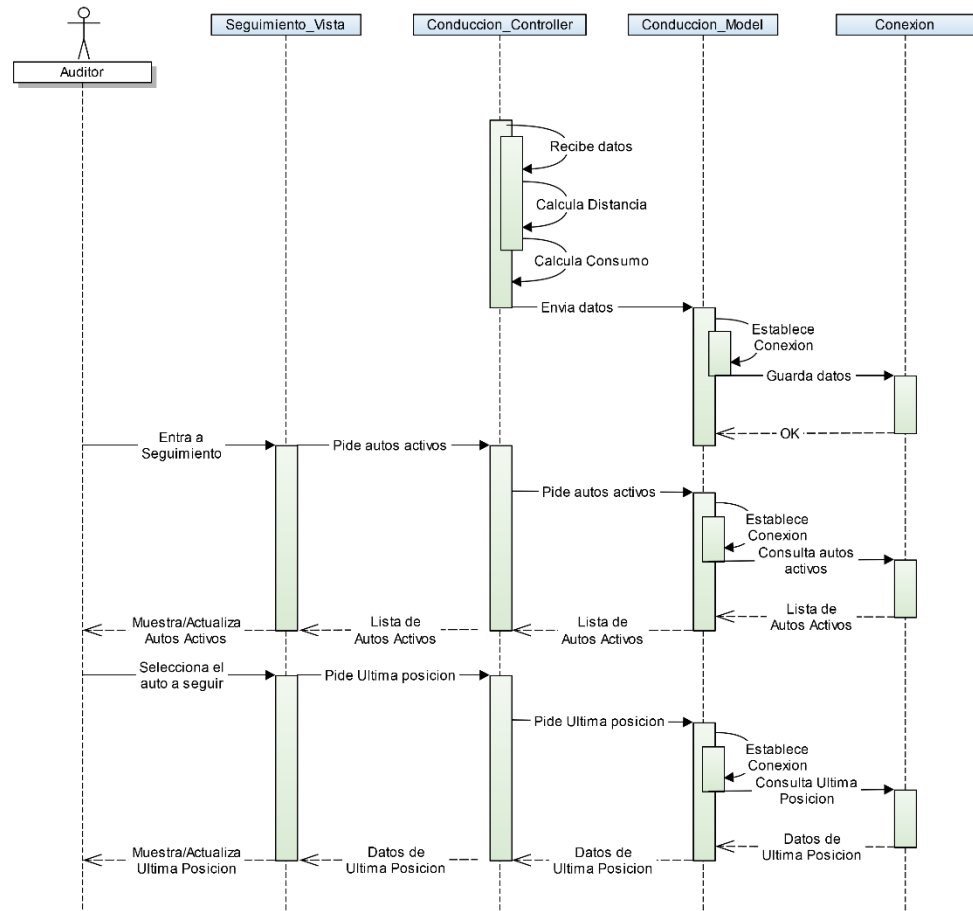 Seguimiento_Vista
Conduccion_Controller
Conduccion_Model
Conexion
Auditor
Recibe datos
Calcula Distancia
Calcula Consumo
Envia datos
Establece
Conexion
Guarda datos
OK
Entra a
Seguimiento
Pide autos activos
Pide autos activos
Establece
Conexion
Consulta autos
activos
Lista de
Autos Activos
Lista de
Autos Activos
Lista de
Autos Activos
Muestra/Actualiza
Autos Activos
Selecciona el
auto a seguir
Pide Ultima posicion
Pide Ultima posicion
Establece
Conexion
Consulta Ultima
Posicion
Datos de
Ultima Posicion
Datos de
Ultima Posicion
Datos de
Ultima Posicion
Muestra/Actualiza
Ultima Posicion